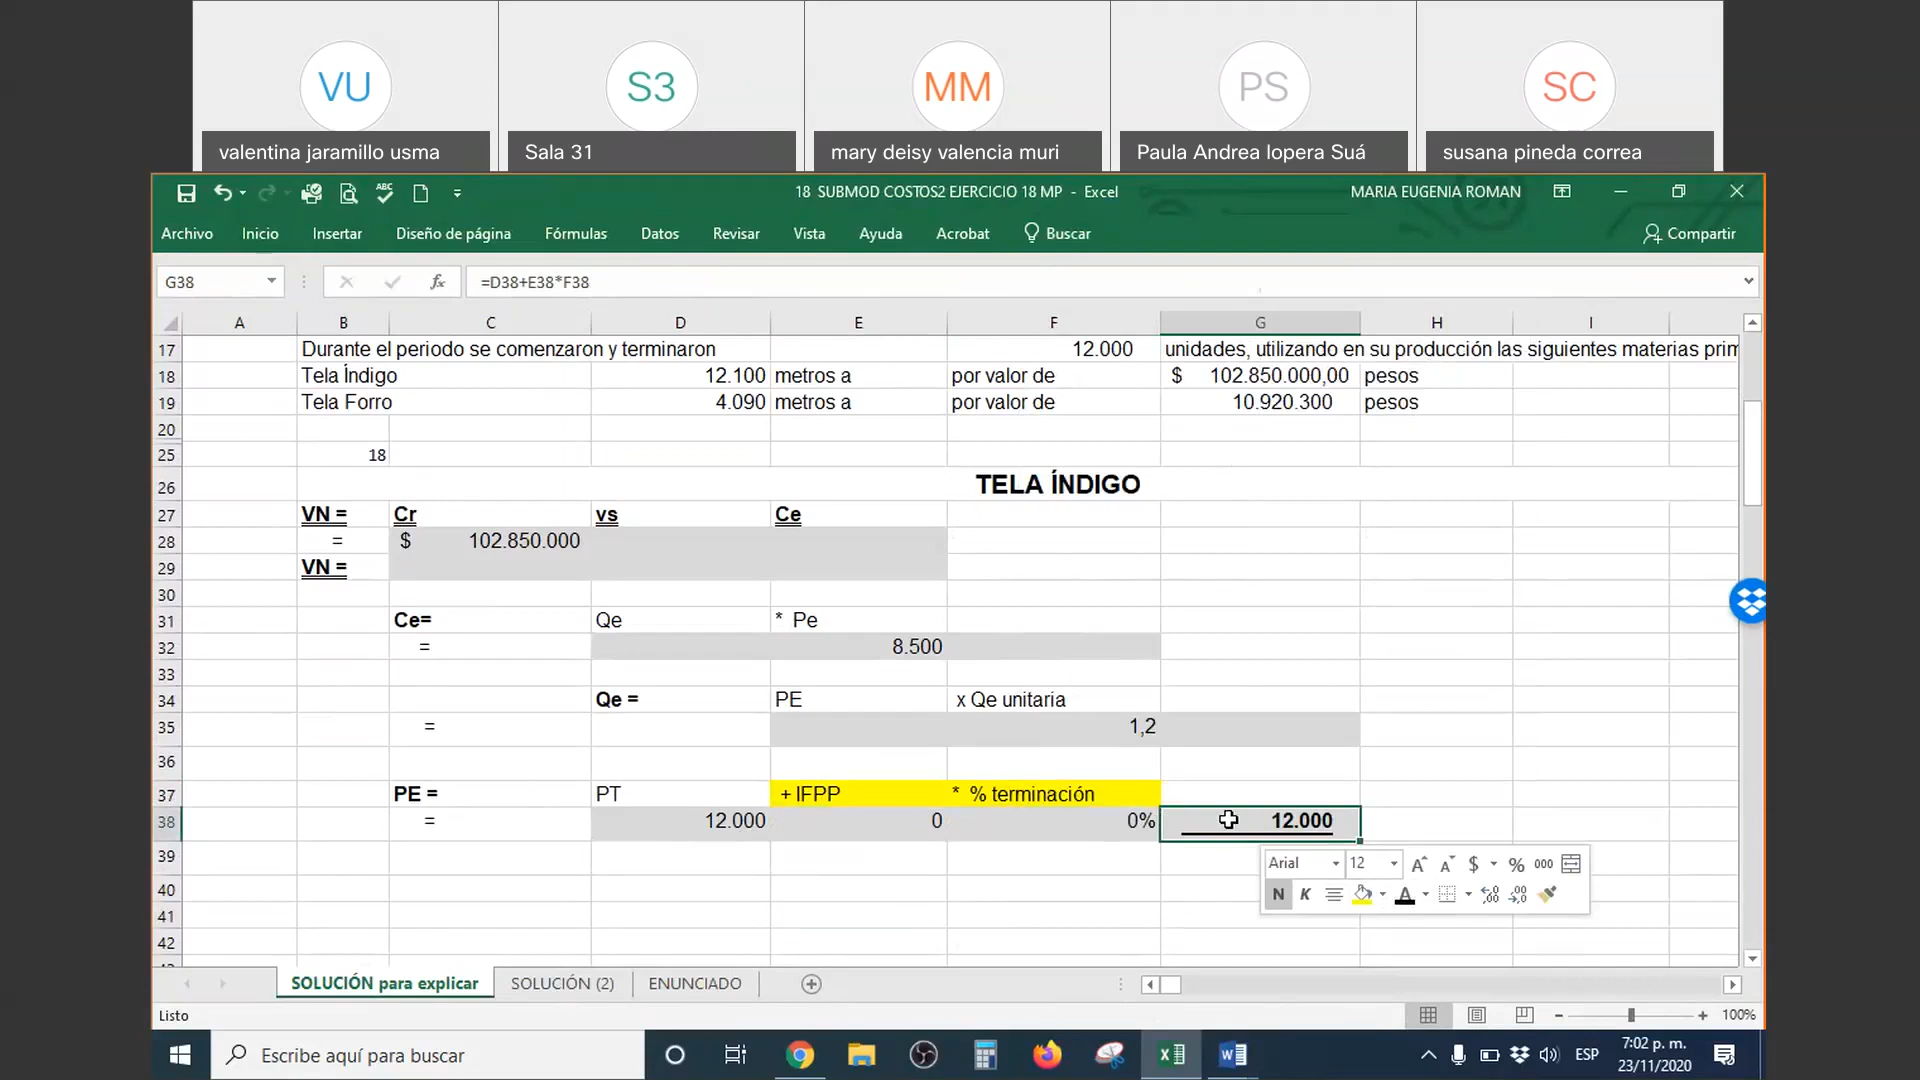 VU S3 MM PS SC
valentina jaramillo usma Sala 31 mary deisy valencia muri Paula Andrea lopera Suá susana pineda correa
18 SUBMOD COSTOS2 EJERCICIO 18 MP - Excel MARIA EUGENIA ROMAN
Archivo Inicio Insertar Diseño de página Fórmulas Datos Revisar Vista Ayuda Acrobat Buscar Compartir
G38 fx =D38+E38*F38
A B C D E F G H I
17 Durante el periodo se comenzaron y terminaron 12.000 unidades, utilizando en su producción las siguientes materias prim
18 Tela Índigo 12.100 metros a por valor de $ 102.850.000,00 pesos
19 Tela Forro 4.090 metros a por valor de 10.920.300 pesos
20
25 18
26 TELA ÍNDIGO
27 VN = Cr vs Ce
28 = $ 102.850.000
29 VN =
30
31 Ce= Qe * Pe
32 = 8.500
33
34 Qe = PE x Qe unitaria
35 = 1,2
36
37 PE = PT + IFPP * % terminación
38 = 12.000 0 0% 12.000
39
40
41
42
Arial 12 A A $ % 000
N K A
SOLUCIÓN para explicar SOLUCIÓN (2) ENUNCIADO
Listo 100%
Escribe aquí para buscar ESP 7:02 p. m.
23/11/2020